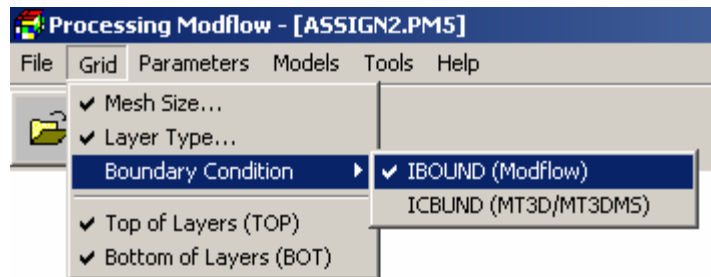 Processing Modflow - [ASSIGN2.PM5]
File Grid Parameters Models Tools Help
Mesh Size...
Layer Type...
Boundary Condition
IBOUND (Modflow)
ICBUND (MT3D/MT3DMS)
Top of Layers (TOP)
Bottom of Layers (BOT)